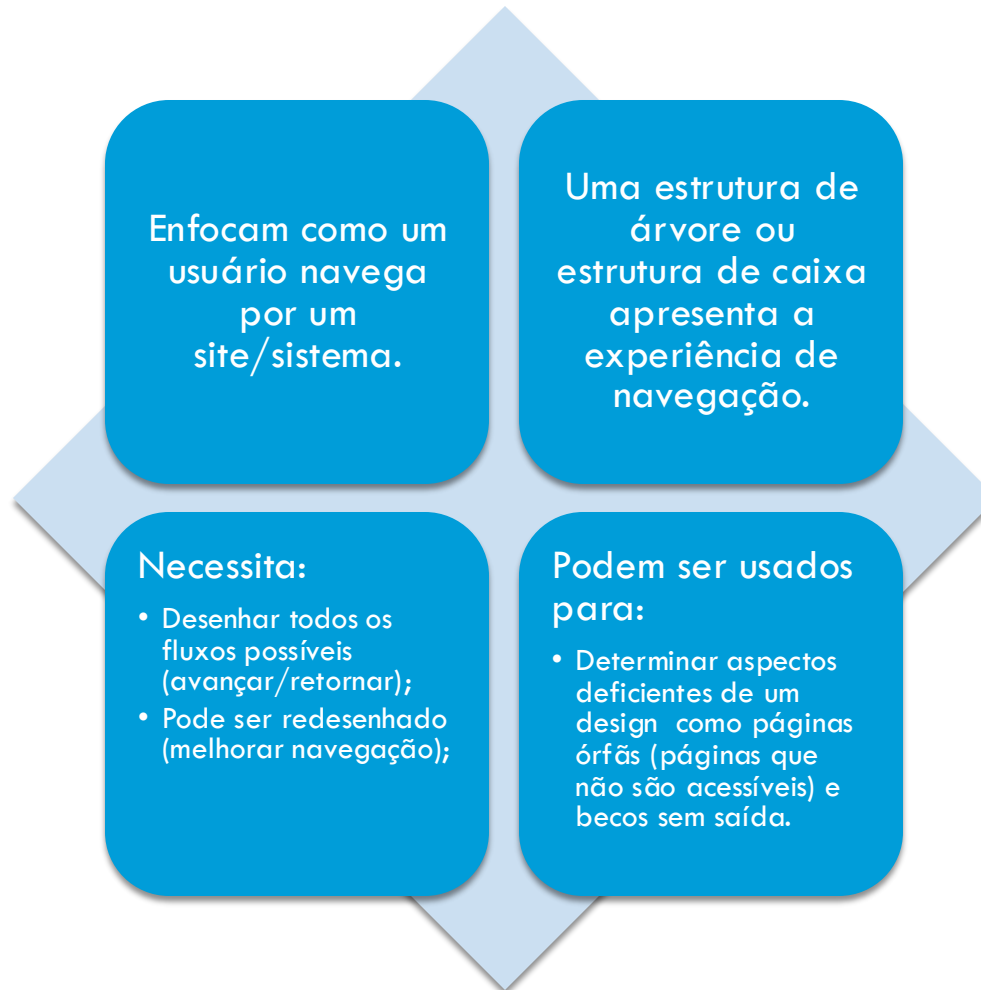 Enfocam como um
usuário navega
por um
site/sistema.
Uma estrutura de
árvore ou
estrutura de caixa
apresenta a
experiência de
navegação.
Necessita:
• Desenhar todos os
fluxos possíveis
(avançar/retornar);
• Pode ser redesenhado
(melhorar navegação);
Podem ser usados
para:
• Determinar aspectos
deficientes de um
design como páginas
órfãs (páginas que
não são acessíveis) e
becos sem saída.